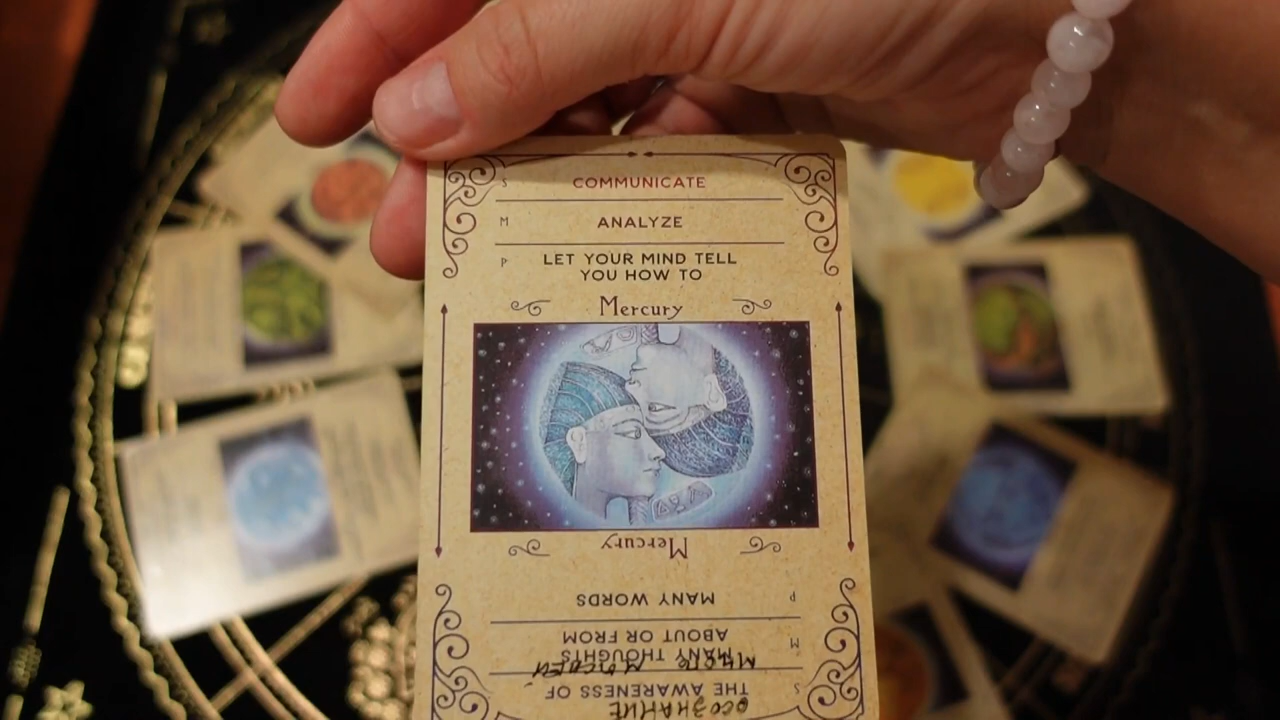 S COMMUNICATE
M ANALYZE
P LET YOUR MIND TELL
YOU HOW TO
Mercury
Mercury
P MANY WORDS
M MANY THOUGHTS
ABOUT OR FROM
S THE AWARENESS OF
осознание